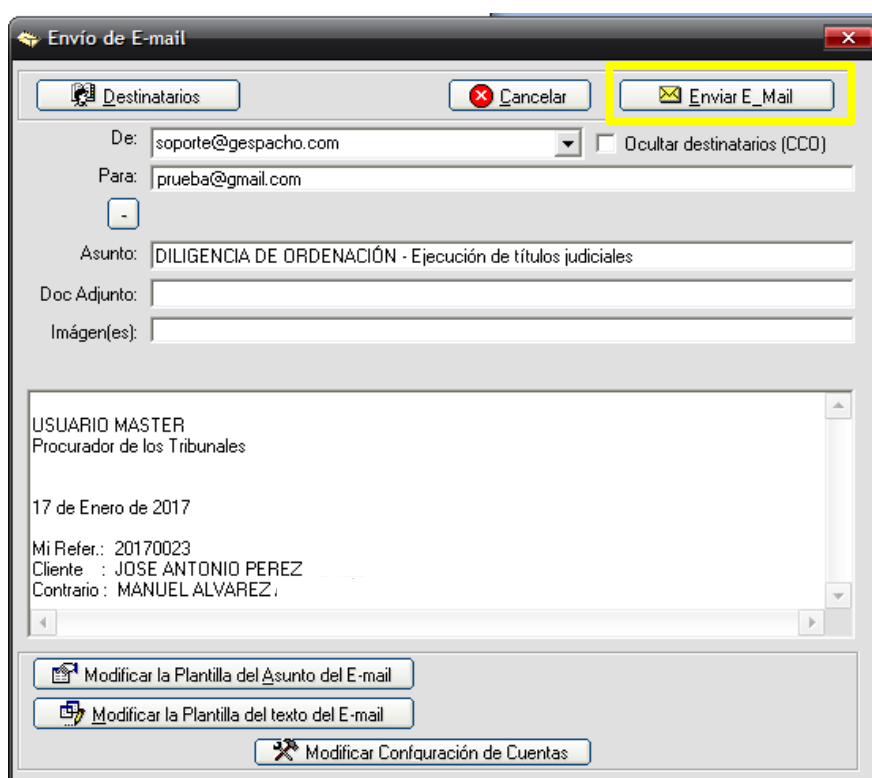 Envío de E-mail
Destinatarios
Cancelar
Enviar E_Mail
De: soporte@gespacho.com
Ocultar destinatarios (CCO)
Para: prueba@gmail.com
-
Asunto: DILIGENCIA DE ORDENACIÓN - Ejecución de títulos judiciales
Doc Adjunto:
Imágen(es):
USUARIO MASTER
Procurador de los Tribunales
17 de Enero de 2017
Mi Refer.: 20170023
Cliente : JOSE ANTONIO PEREZ
Contrario : MANUEL ALVAREZ
Modificar la Plantilla del Asunto del E-mail
Modificar la Plantilla del texto del E-mail
Modificar Confguración de Cuentas